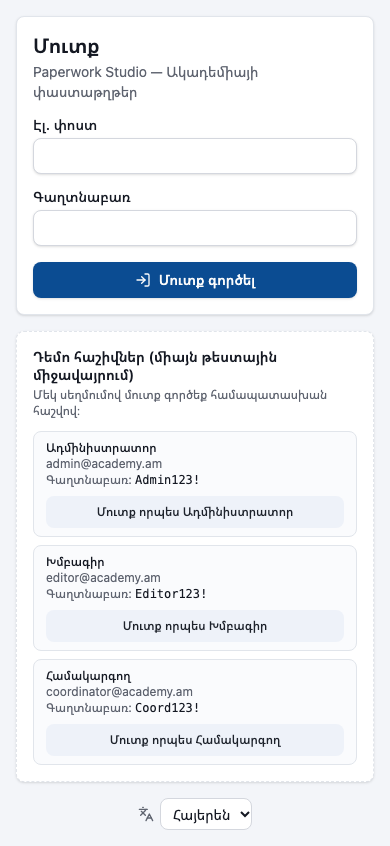 Մուտք
Paperwork Studio — Ակադեմիայի
փաստաթղթեր
Էլ. փոստ
Գաղտնաբառ
Մուտք գործել
Դեմո հաշիվներ (միայն թեստային
միջավայրում)
Մեկ սեղմումով մուտք գործեք համապատասխան
հաշվով։
Ադմինիստրատոր
admin@academy.am
Գաղտնաբառ: Admin123!
Մուտք որպես Ադմինիստրատոր
Խմբագիր
editor@academy.am
Գաղտնաբառ: Editor123!
Մուտք որպես Խմբագիր
Համակարգող
coordinator@academy.am
Գաղտնաբառ: Coord123!
Մուտք որպես Համակարգող
Հայերեն